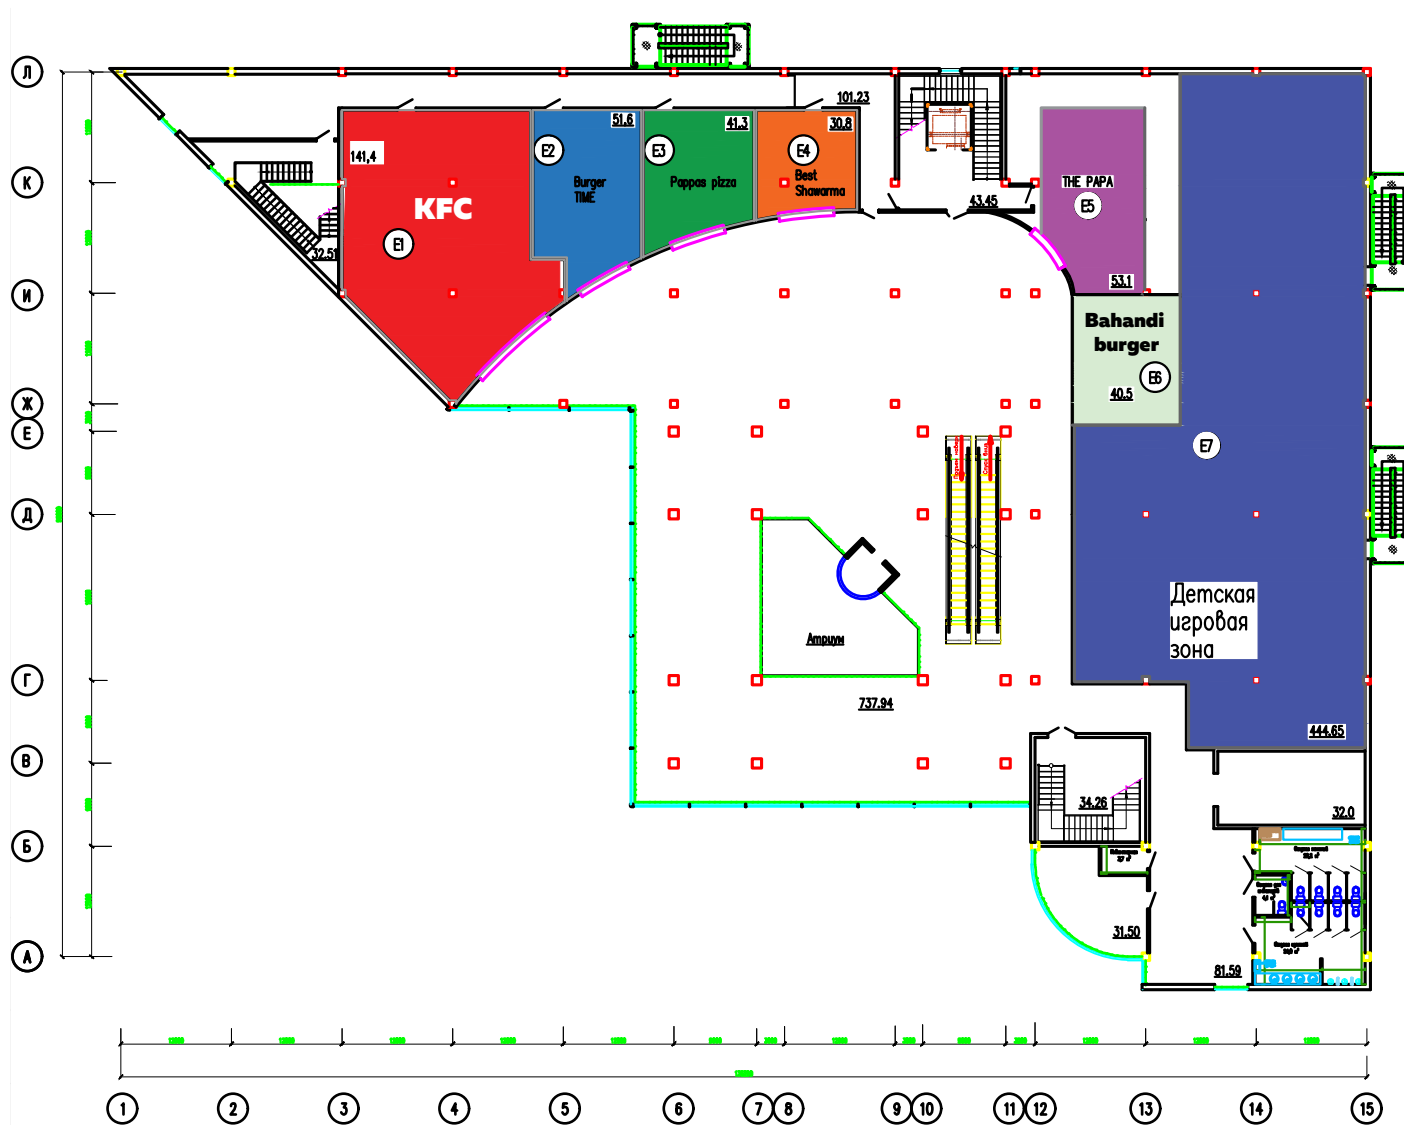 Л
101.23
51.6
41.3
30.8
E2
E3
E4
141,4
К
Burger
TIME
Pappas pizza
Best
Shawarma
THE PAPA
43.45
E5
KFC
E1
32.51
И
53.1
Bahandi
burger
E6
40.5
Ж
Е
E7
Д
Детская
игровая
зона
Атриум
Г
737.94
444.65
В
34.26
32.0
Б
31.50
А
81.59
1 2 3 4 5 6 7 8 9 10 11 12 13 14 15